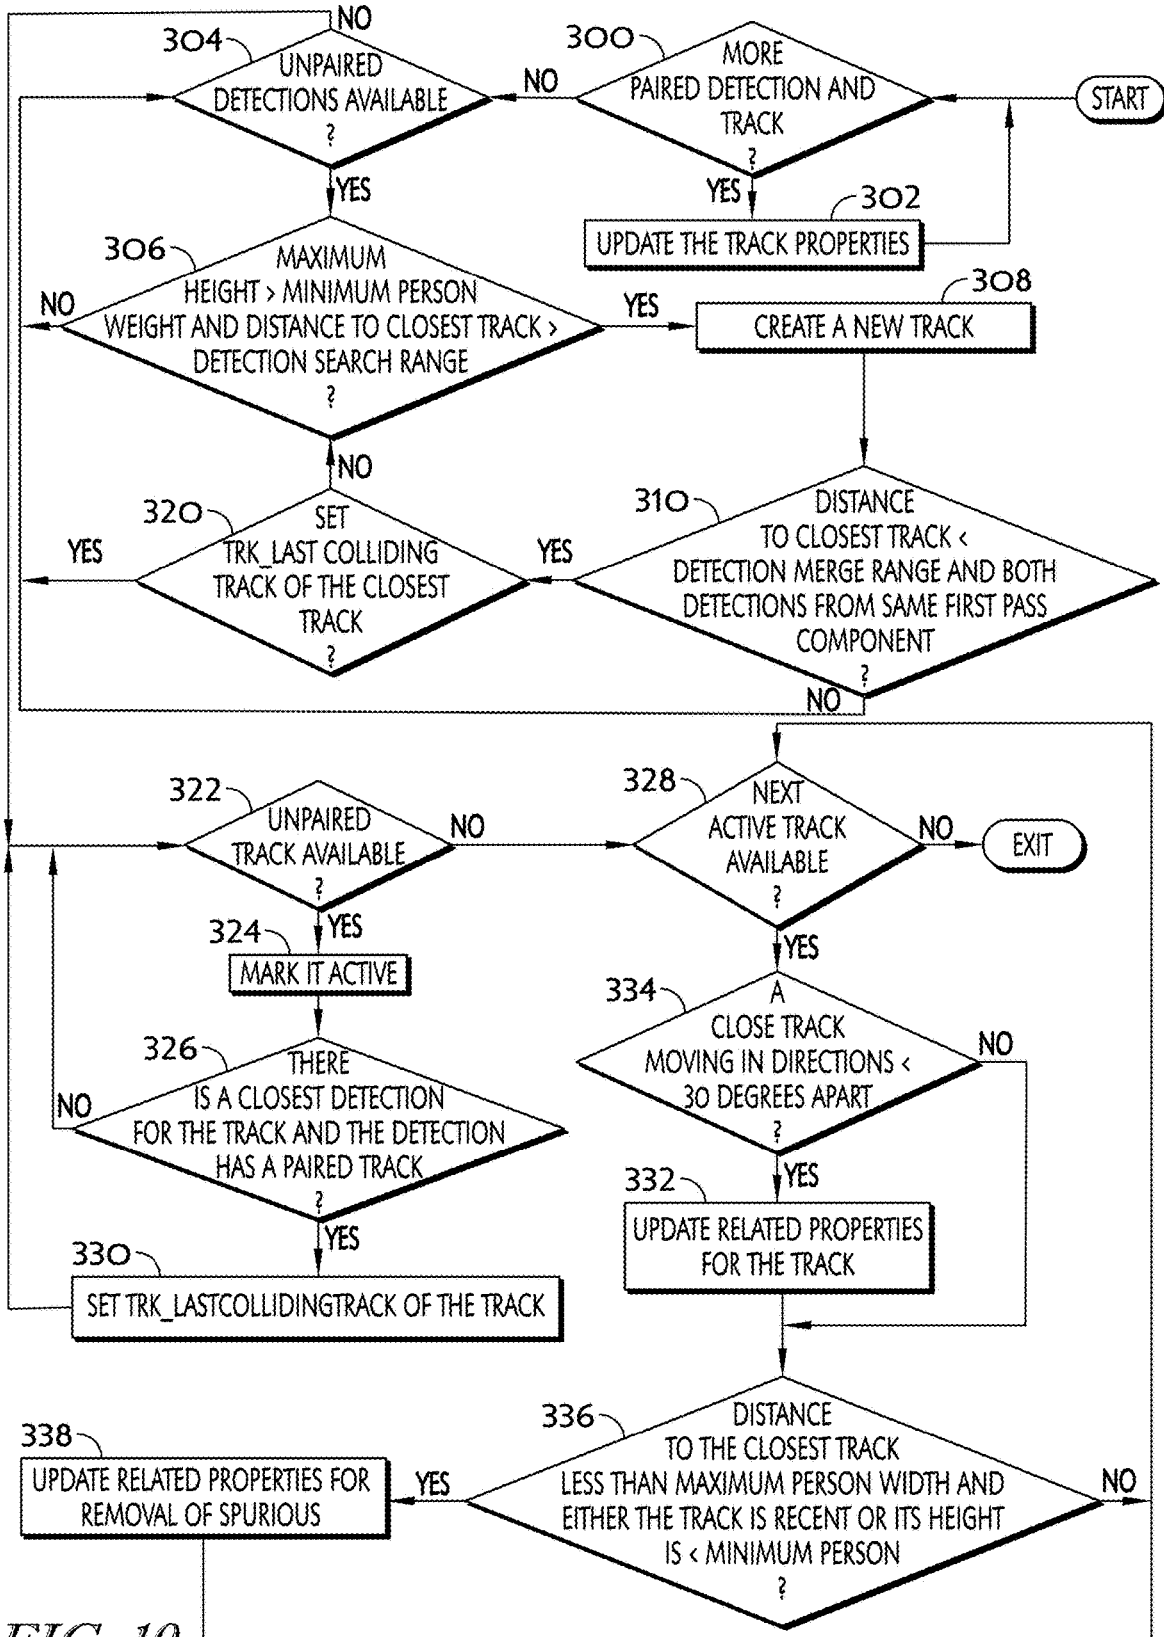 NO
304
UNPAIRED
DETECTIONS AVAILABLE
?
NO
300
MORE
PAIRED DETECTION AND
TRACK
?
START
YES
YES
302
UPDATE THE TRACK PROPERTIES
306
MAXIMUM
HEIGHT > MINIMUM PERSON
WEIGHT AND DISTANCE TO CLOSEST TRACK >
DETECTION SEARCH RANGE
?
NO
YES
308
CREATE A NEW TRACK
NO
320
SET
TRK_LAST COLLIDING
TRACK OF THE CLOSEST
TRACK
?
YES
YES
310
DISTANCE
TO CLOSEST TRACK <
DETECTION MERGE RANGE AND BOTH
DETECTIONS FROM SAME FIRST PASS
COMPONENT
?
NO
322
UNPAIRED
TRACK AVAILABLE
?
NO
328
NEXT
ACTIVE TRACK
AVAILABLE
?
NO
EXIT
YES
324
MARK IT ACTIVE
YES
334
A
CLOSE TRACK
MOVING IN DIRECTIONS <
30 DEGREES APART
?
NO
326
THERE
IS A CLOSEST DETECTION
FOR THE TRACK AND THE DETECTION
HAS A PAIRED TRACK
?
NO
YES
YES
332
UPDATE RELATED PROPERTIES
FOR THE TRACK
330
SET TRK_LASTCOLLIDINGTRACK OF THE TRACK
336
DISTANCE
TO THE CLOSEST TRACK
LESS THAN MAXIMUM PERSON WIDTH AND
EITHER THE TRACK IS RECENT OR ITS HEIGHT
IS < MINIMUM PERSON
?
YES
NO
338
UPDATE RELATED PROPERTIES FOR
REMOVAL OF SPURIOUS
FIG. 19